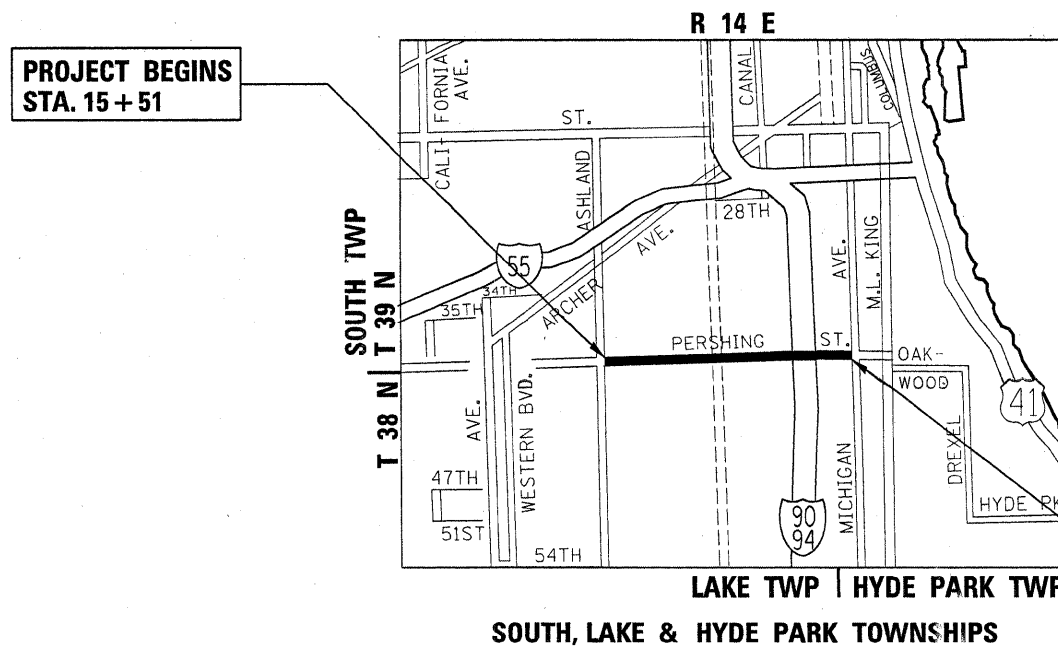 R 14 E
PROJECT BEGINS
STA. 15+51
CALI- FORNIA
AVE.
ST.
CANAL
COLUMBUS
ASHLAND
28TH
AVE.
AVE.
M.L. KING
SOUTH TWP
T 39 N
55
34TH
35TH
ARCHER
PERSHING
ST.
OAK-
WOOD
41
T 38 N
AVE.
WESTERN BVD.
DREXEL
MICHIGAN
47TH
51ST
54TH
90
94
HYDE PK
LAKE TWP
HYDE PARK TWP
SOUTH, LAKE & HYDE PARK TOWNSHIPS